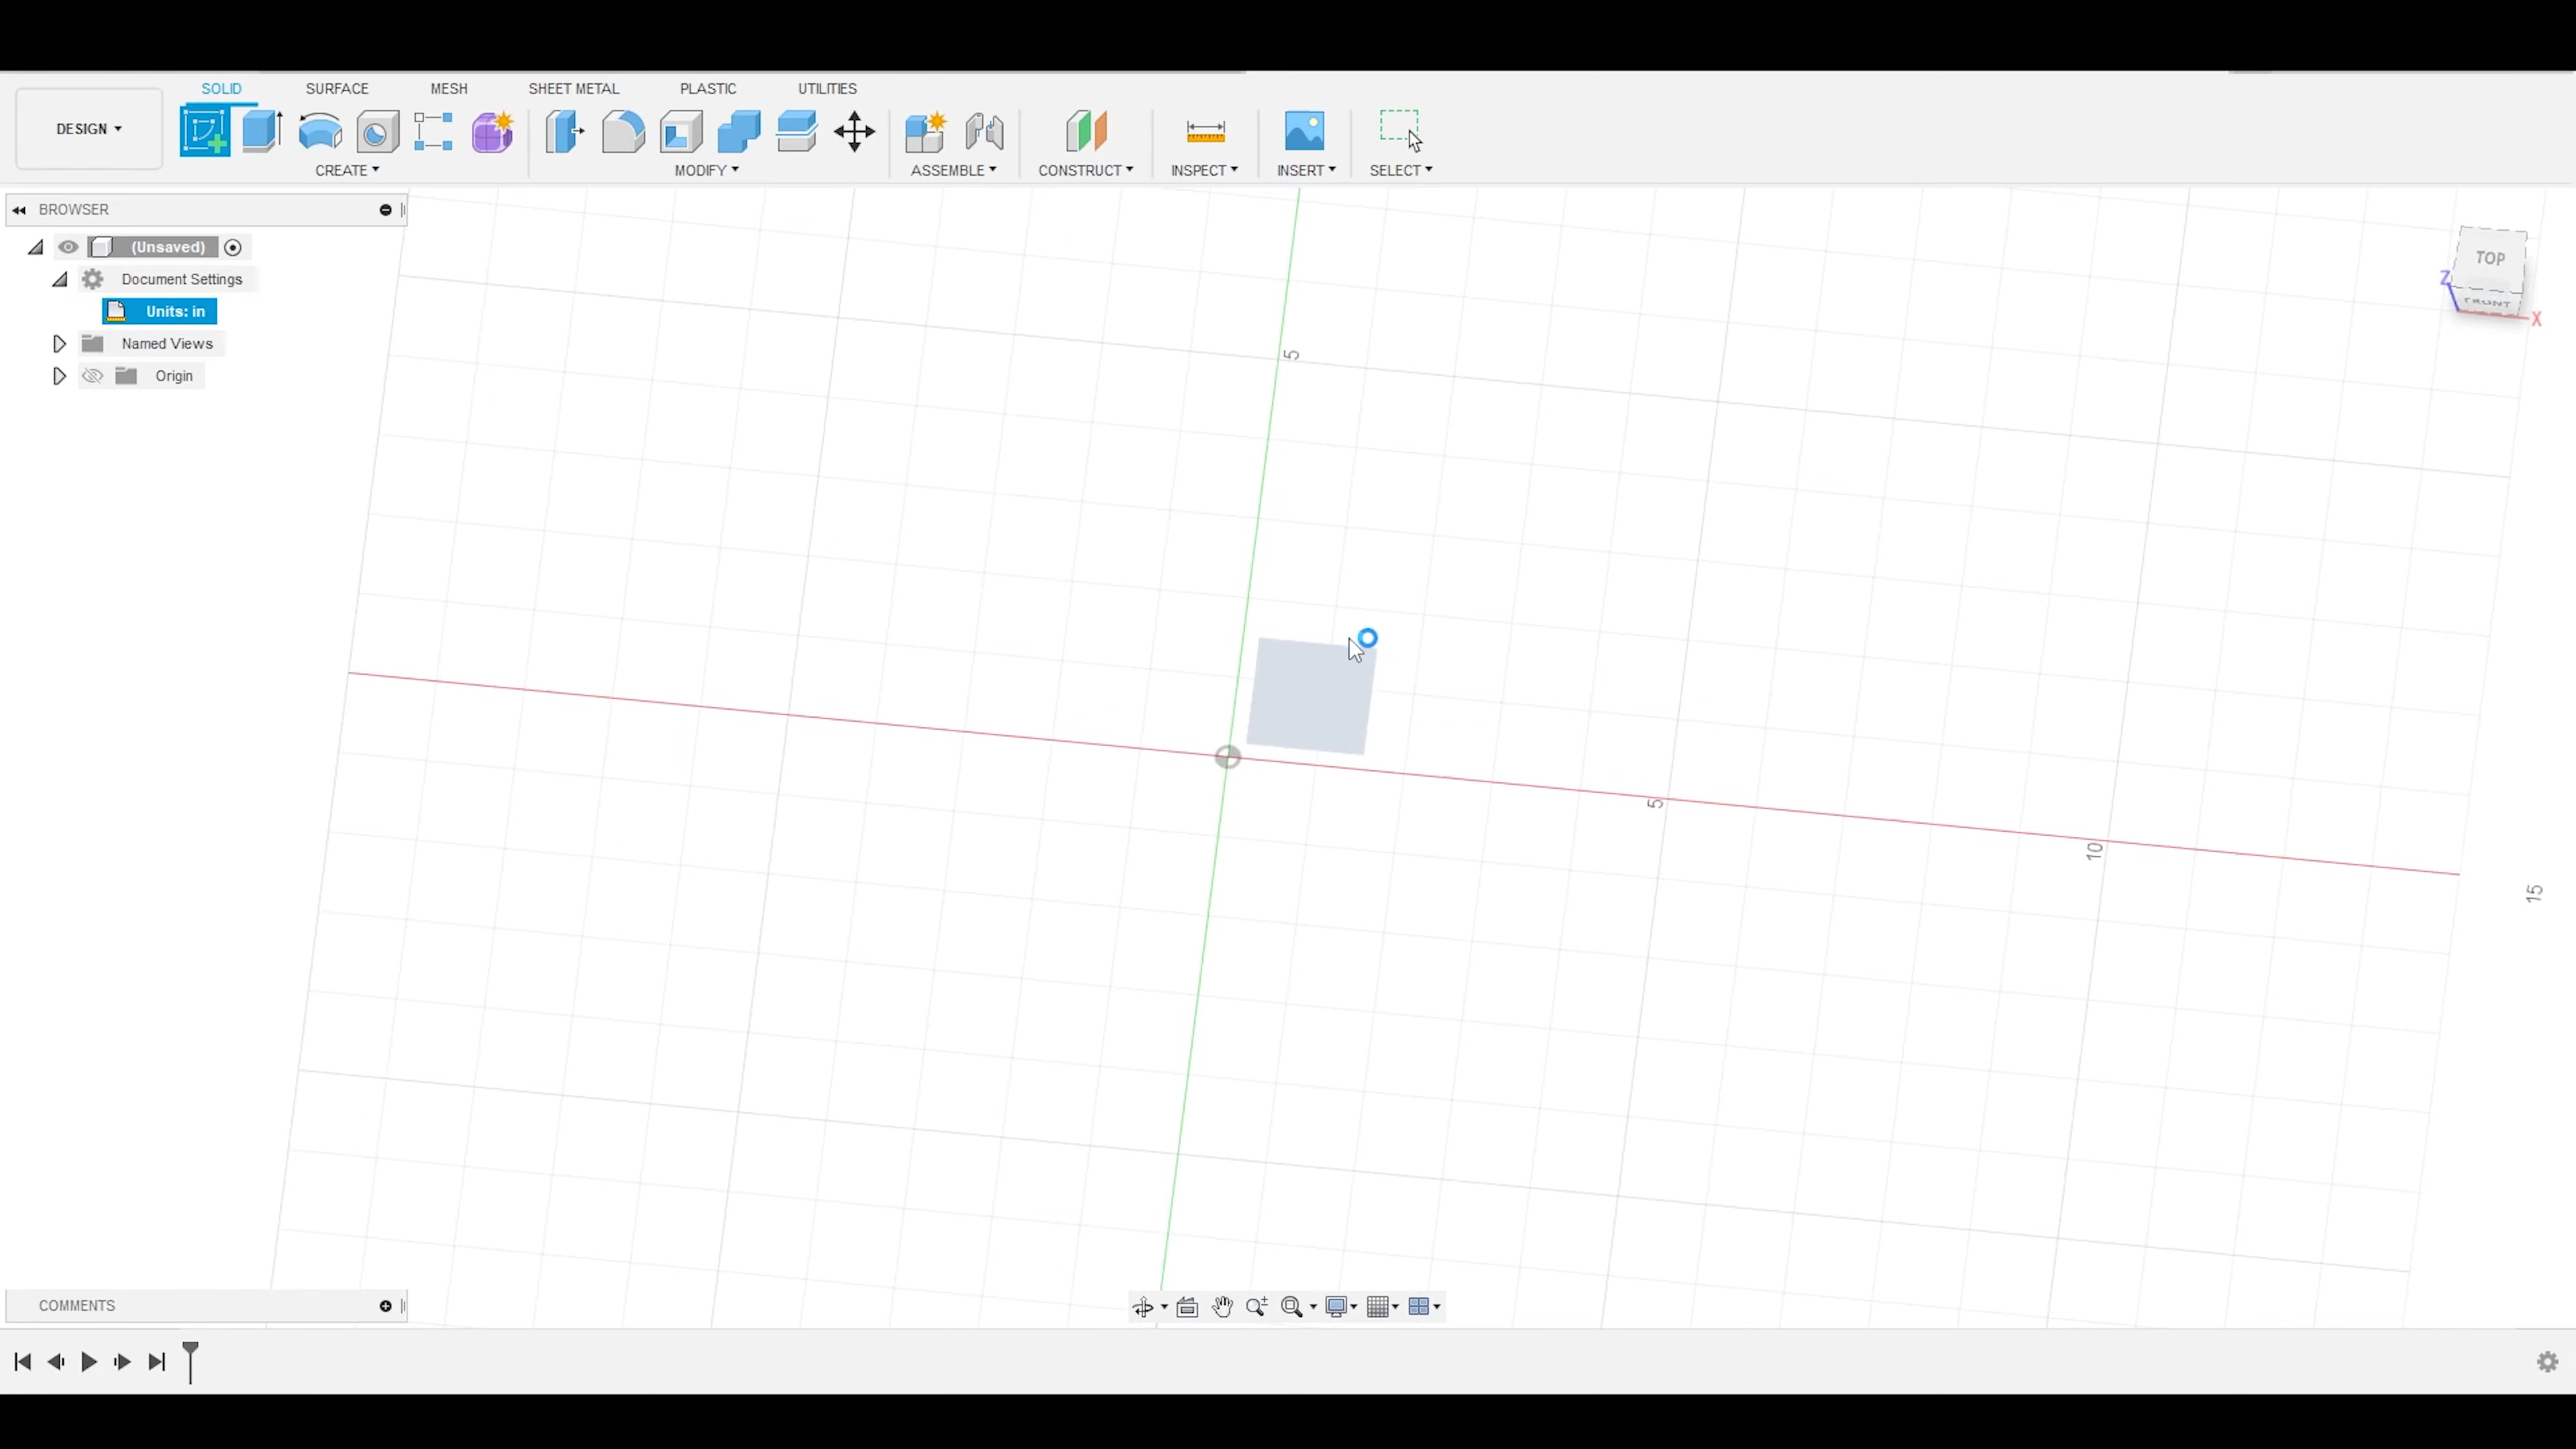 SOLID SURFACE MESH SHEET METAL PLASTIC UTILITIES
DESIGN
CREATE MODIFY ASSEMBLE CONSTRUCT INSPECT INSERT SELECT
BROWSER
(Unsaved)
Document Settings
Units: in
Named Views
Origin
TOP
FRONT
Z
X
5
5
10
15
COMMENTS